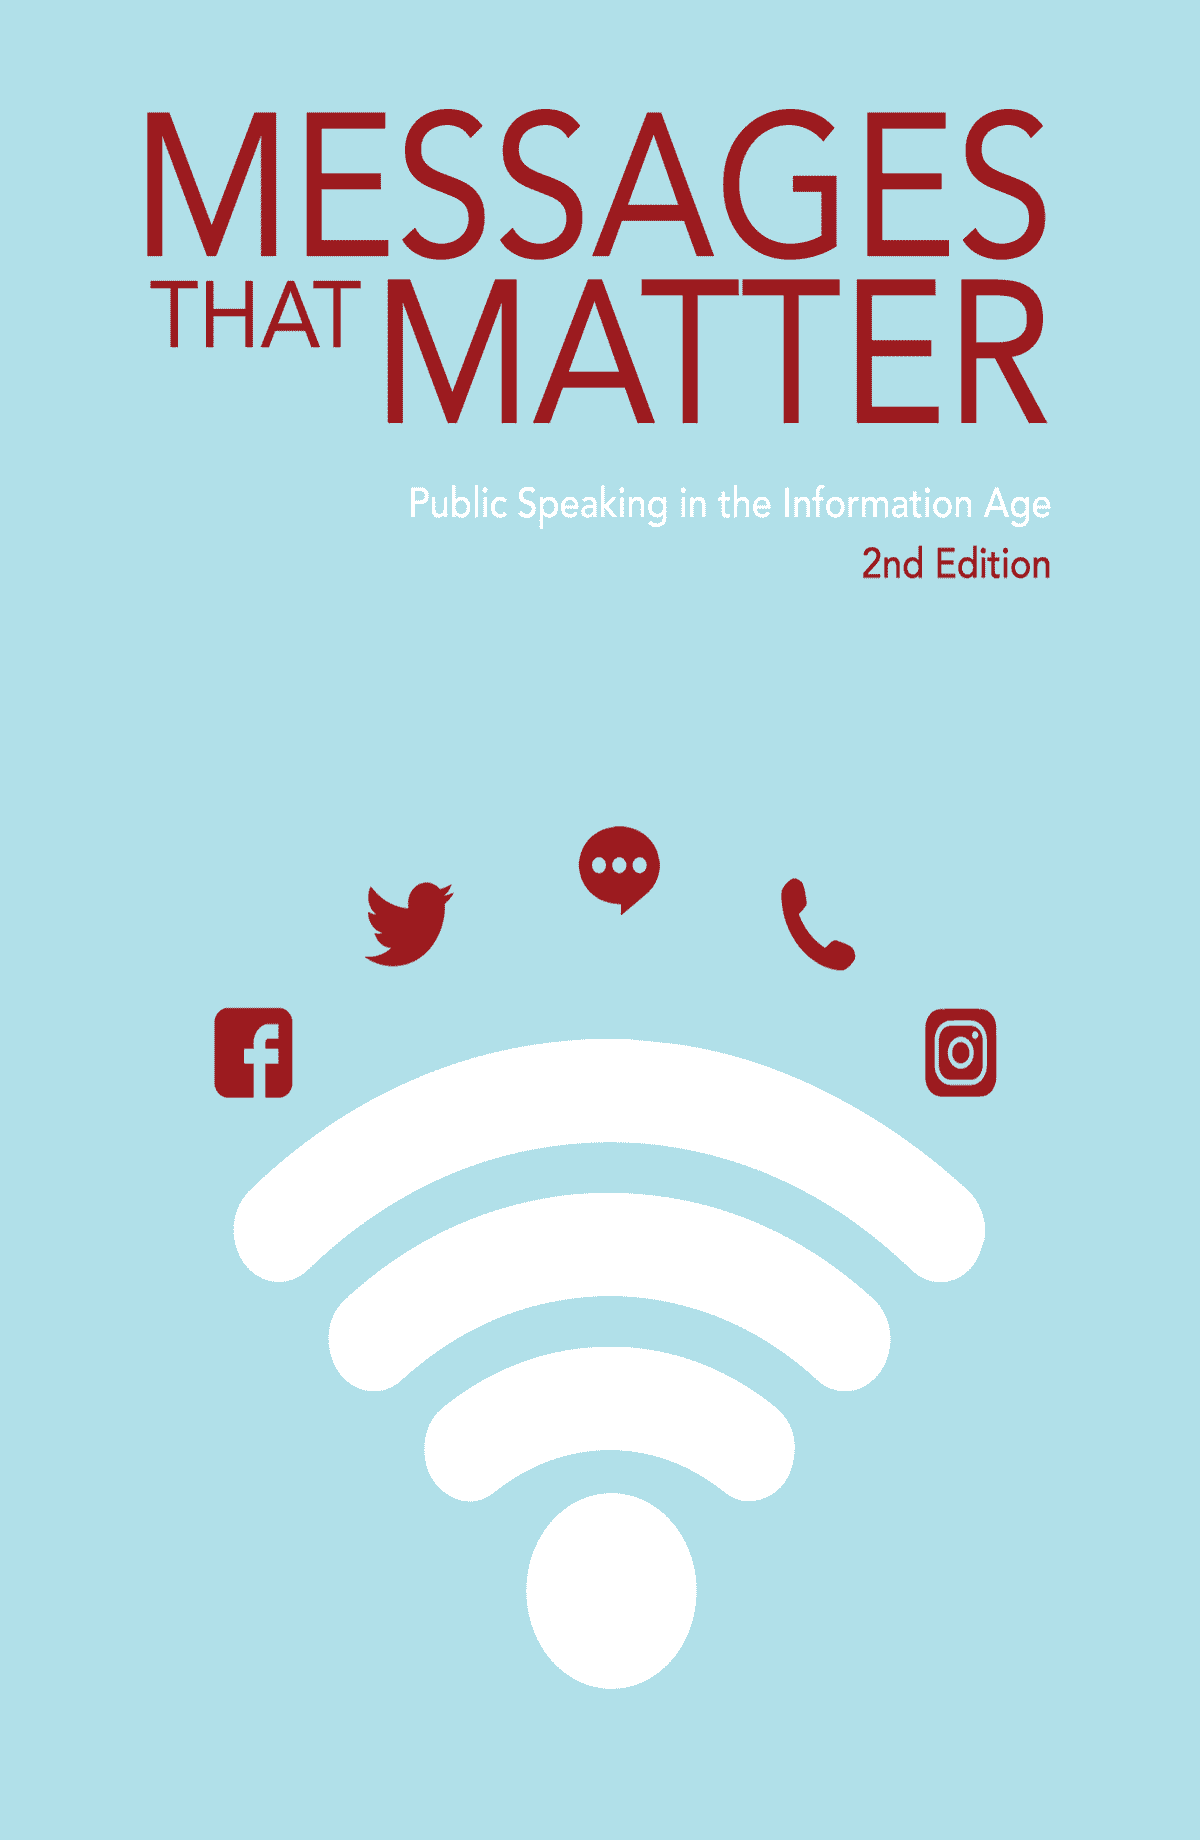 MESSAGES
THAT MATTER
Public Speaking in the Information Age
2nd Edition